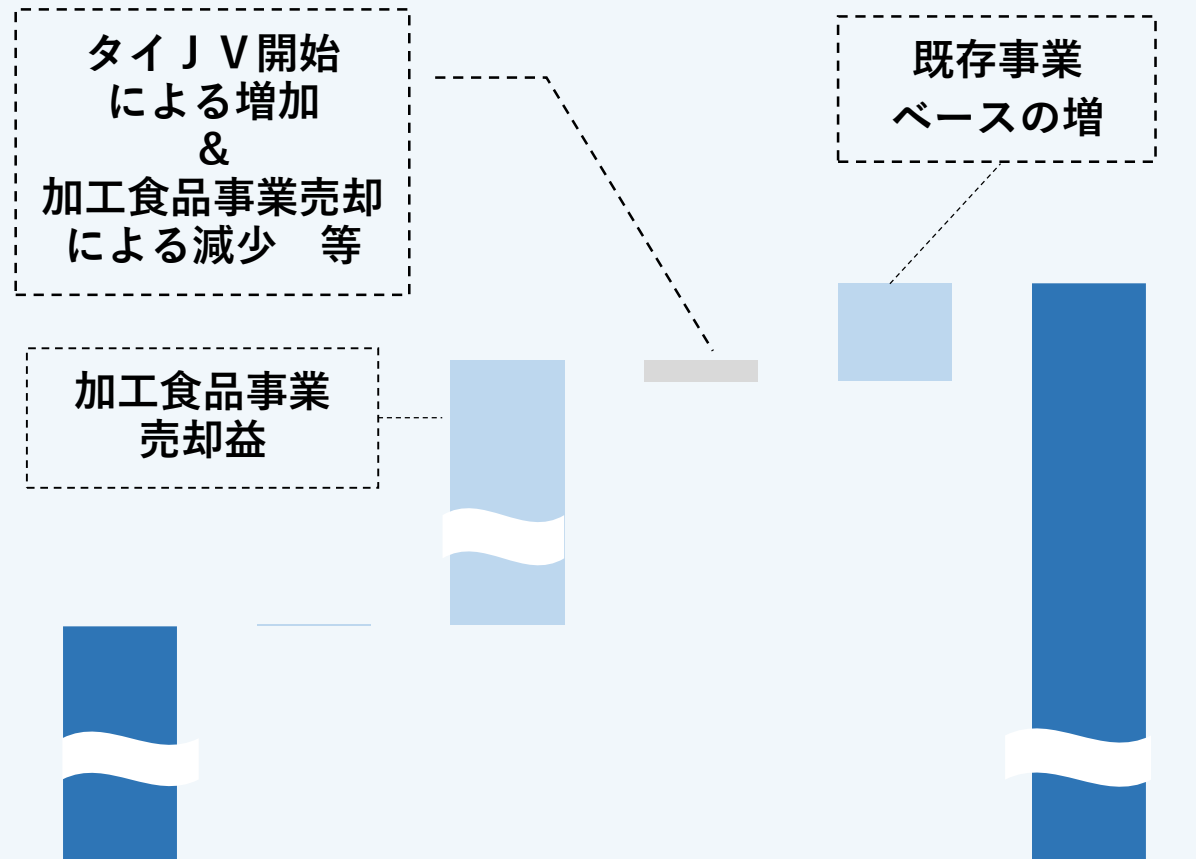 タイＪＶ開始
による増加
&
加工食品事業売却
による減少　等
既存事業
ベースの増
加工食品事業
売却益